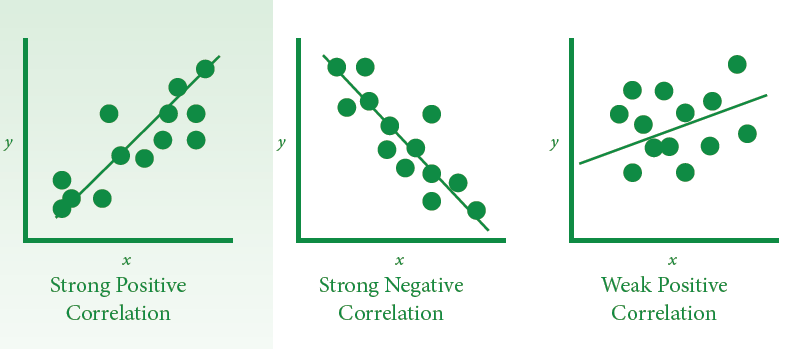 y
x
Strong Positive
Correlation
y
x
Strong Negative
Correlation
y
x
Weak Positive
Correlation